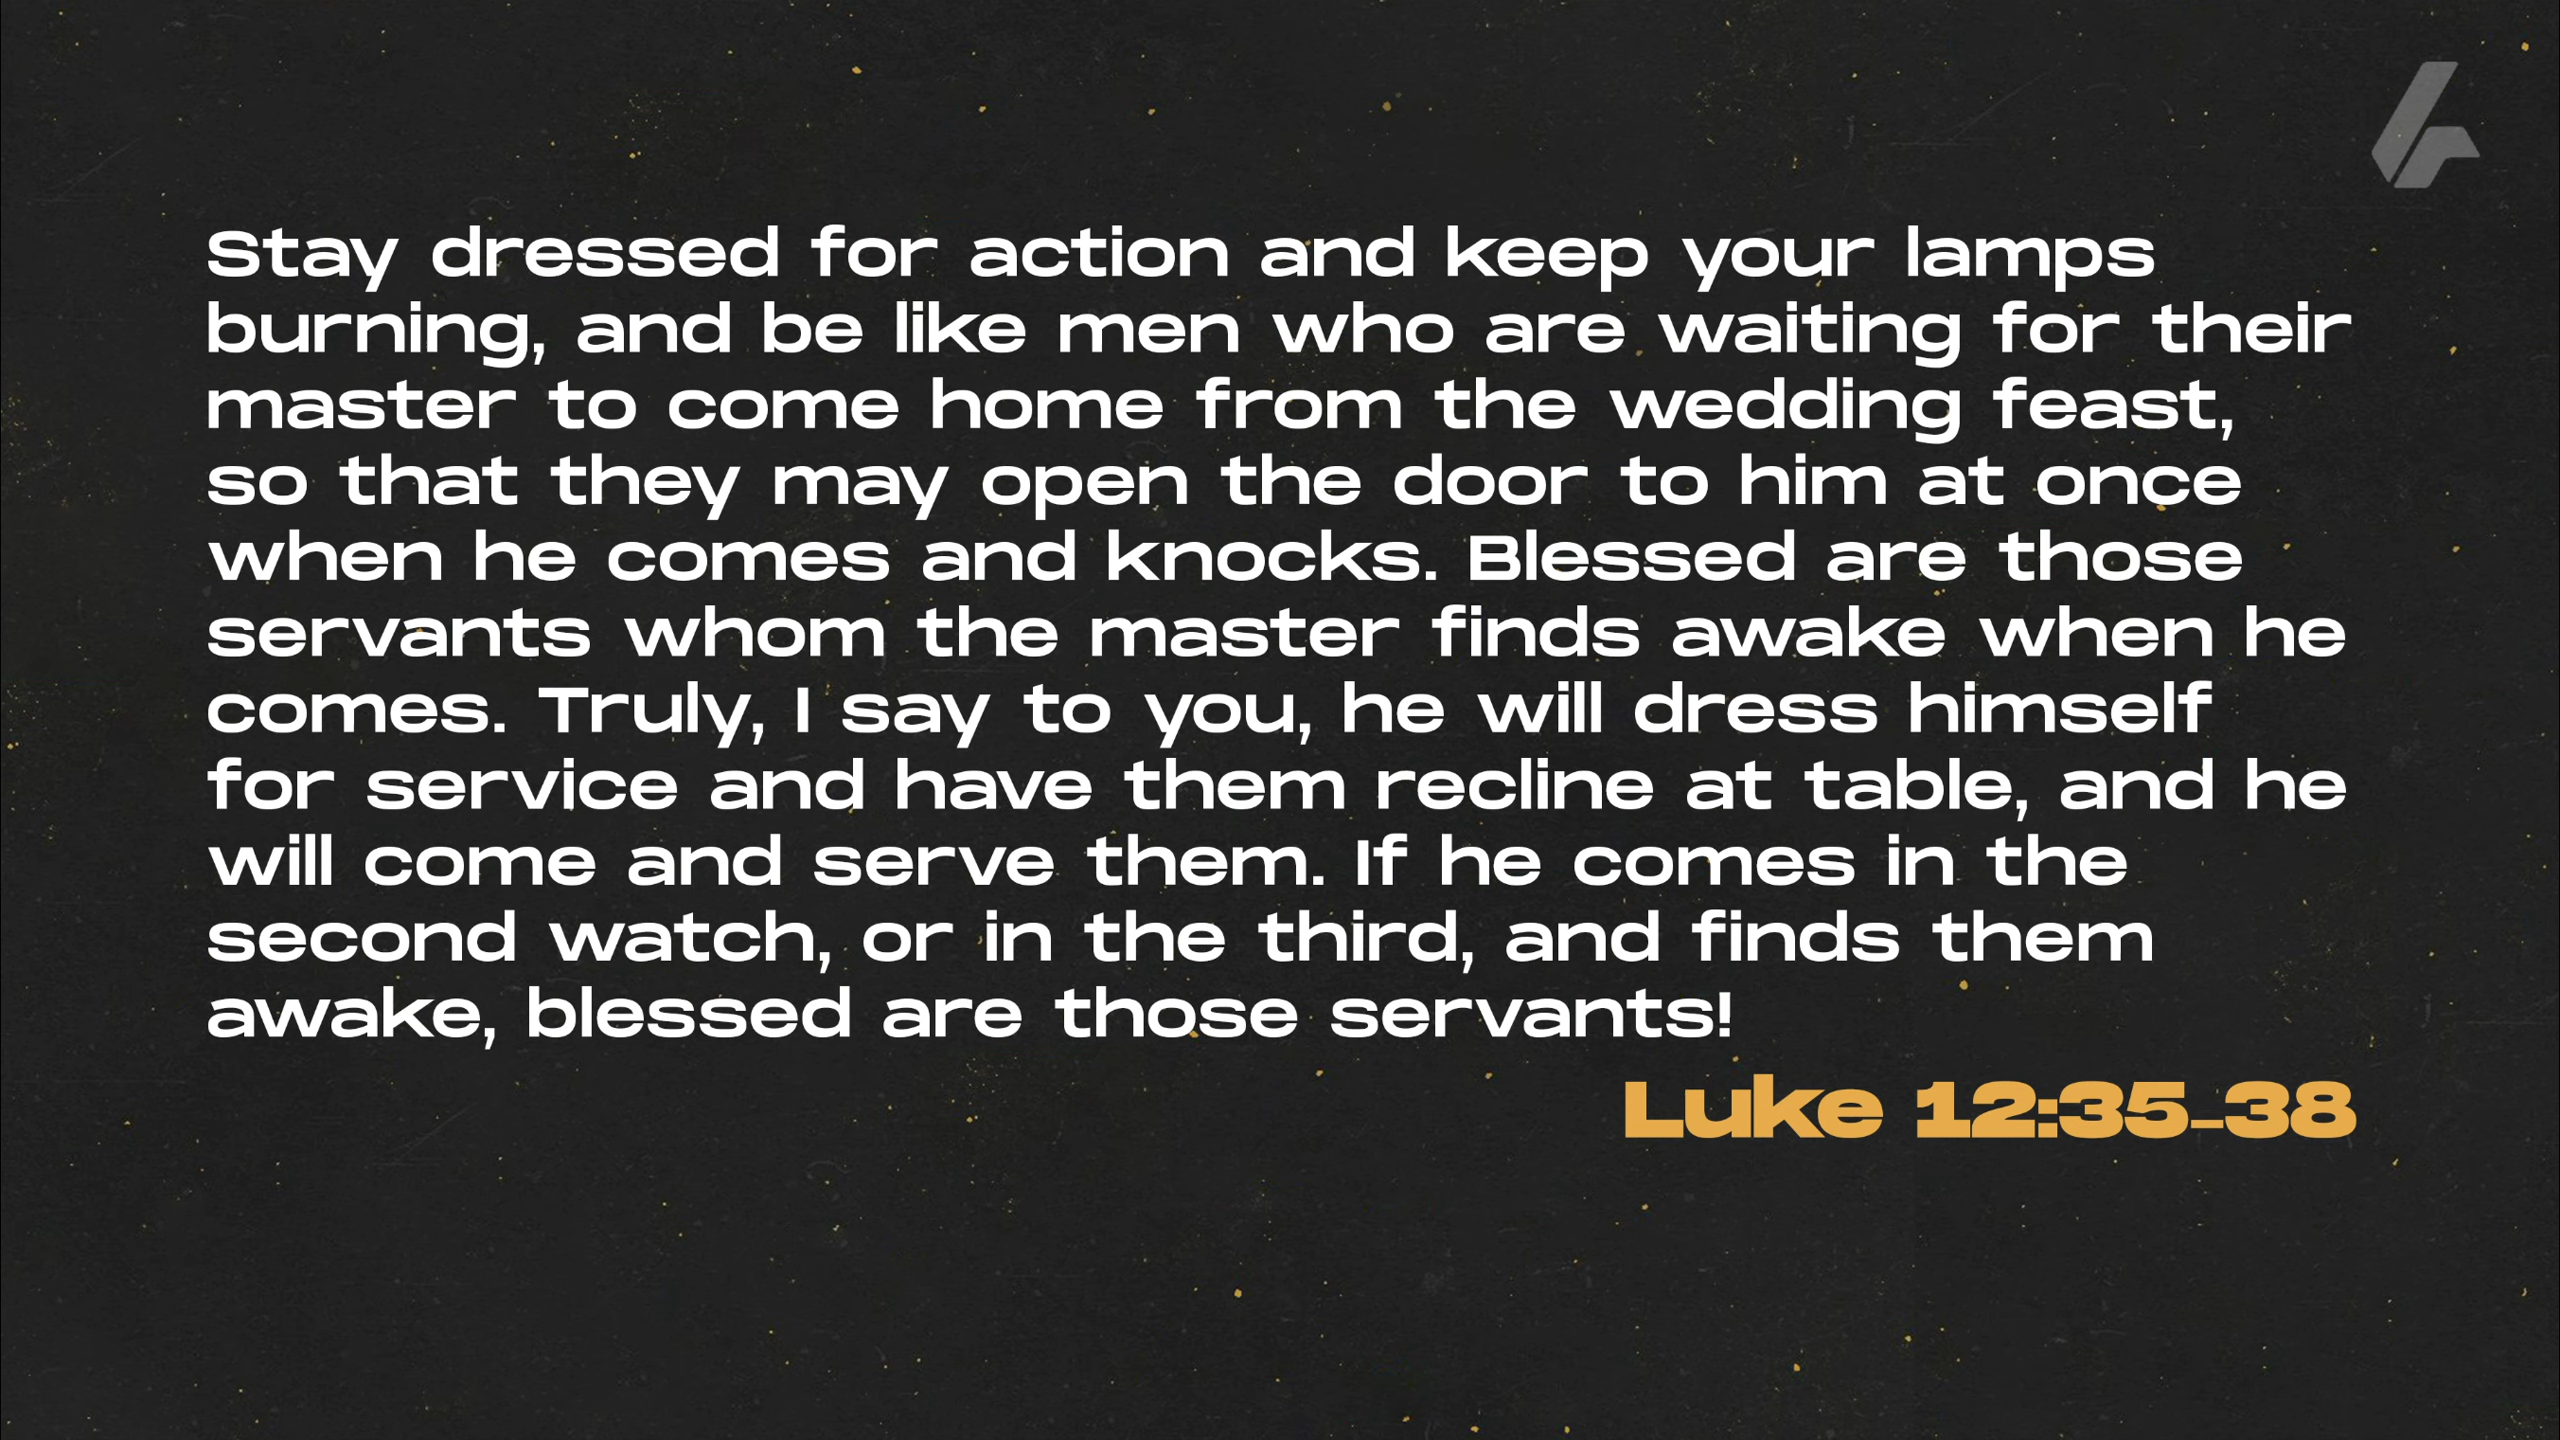 Stay dressed for action and keep your lamps
burning, and be like men who are waiting for their
master to come home from the wedding feast,
so that they may open the door to him at once
when he comes and knocks. Blessed are those
servants whom the master finds awake when he
comes. Truly, I say to you, he will dress himself
for service and have them recline at table, and he
will come and serve them. If he comes in the
second watch, or in the third, and finds them
awake, blessed are those servants!
Luke 12:35-38